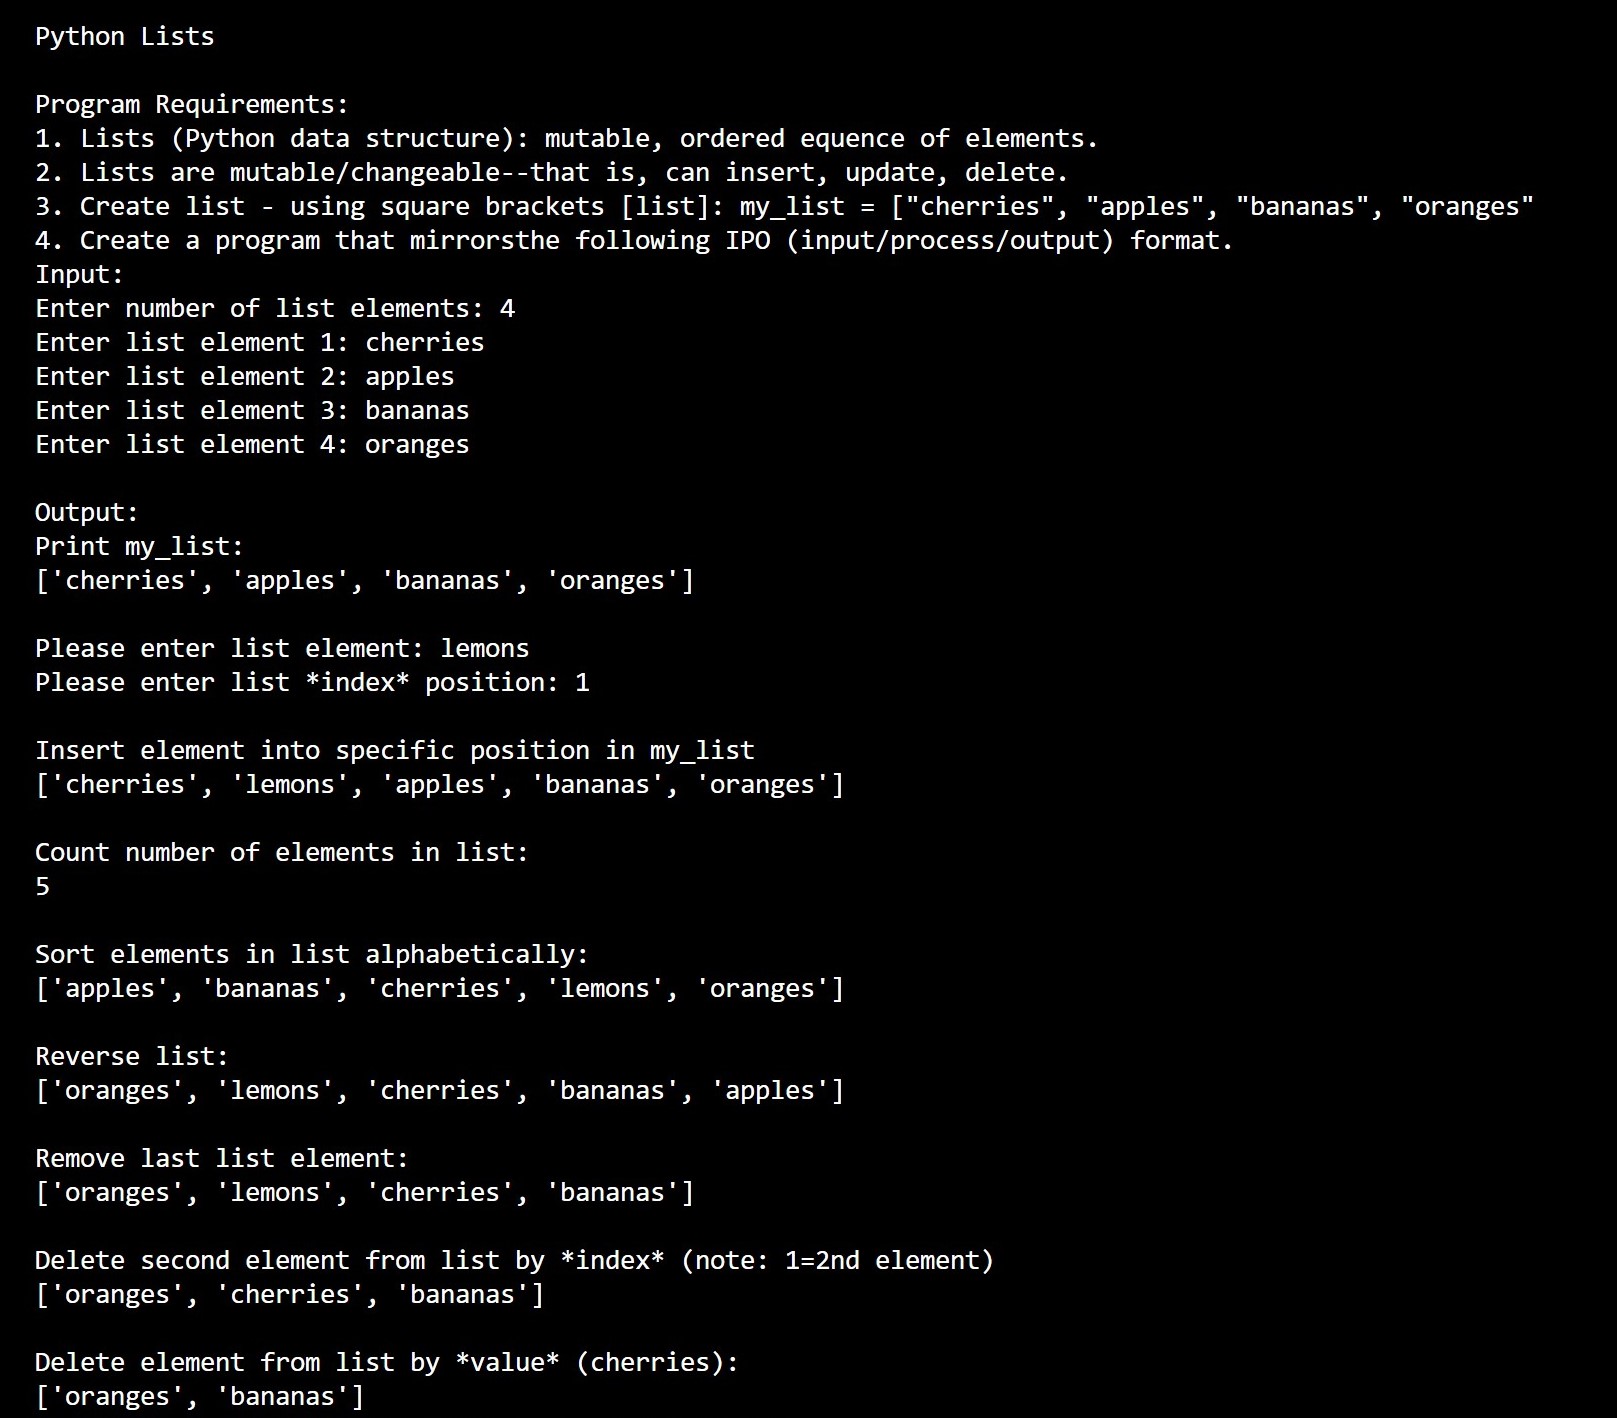 Python Lists
Program Requirements:
1. Lists (Python data structure): mutable, ordered equence of elements.
2. Lists are mutable/changeable--that is, can insert, update, delete.
3. Create list - using square brackets [list]: my_list = ["cherries", "apples", "bananas", "oranges"
4. Create a program that mirrorsthe following IPO (input/process/output) format.
Input:
Enter number of list elements: 4
Enter list element 1: cherries
Enter list element 2: apples
Enter list element 3: bananas
Enter list element 4: oranges
Output:
Print my_list:
['cherries', 'apples', 'bananas', 'oranges']
Please enter list element: lemons
Please enter list *index* position: 1
Insert element into specific position in my_list
['cherries', 'lemons', 'apples', 'bananas', 'oranges']
Count number of elements in list:
5
Sort elements in list alphabetically:
['apples', 'bananas', 'cherries', 'lemons', 'oranges']
Reverse list:
['oranges', 'lemons', 'cherries', 'bananas', 'apples']
Remove last list element:
['oranges', 'lemons', 'cherries', 'bananas']
Delete second element from list by *index* (note: 1=2nd element)
['oranges', 'cherries', 'bananas']
Delete element from list by *value* (cherries):
['oranges', 'bananas']